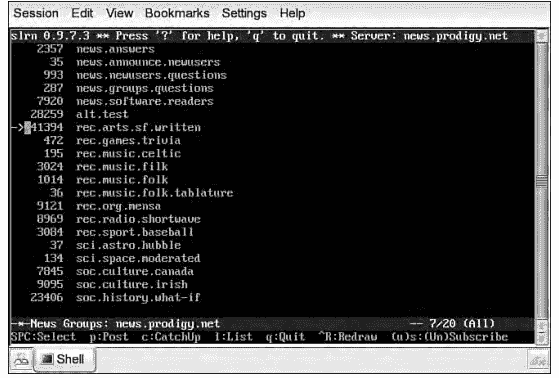 Session Edit View Bookmarks Settings Help
slrn 0.9.7.3 ** Press '?' for help, 'q' to quit. ** Server: news.prodigy.net
2357 news.answers
35 news.announce.newusers
993 news.newusers.questions
287 news.groups.questions
7920 news.software.readers
28259 alt.test
->41394 rec.arts.sf.written
472 rec.games.trivia
195 rec.music.celtic
3024 rec.music.filk
1014 rec.music.folk
36 rec.music.folk.tablature
9121 rec.org.mensa
8969 rec.radio.shortwave
3084 rec.sport.baseball
37 sci.astro.hubble
134 sci.space.moderated
7845 soc.culture.canada
9095 soc.culture.irish
23406 soc.history.what-if
-*-News Groups: news.prodigy.net -- 7/20 (All)
SPC:Select p:Post c:CatchUp l:List q:Quit ^R:Redraw (u)s:(Un)Subscribe
Shell